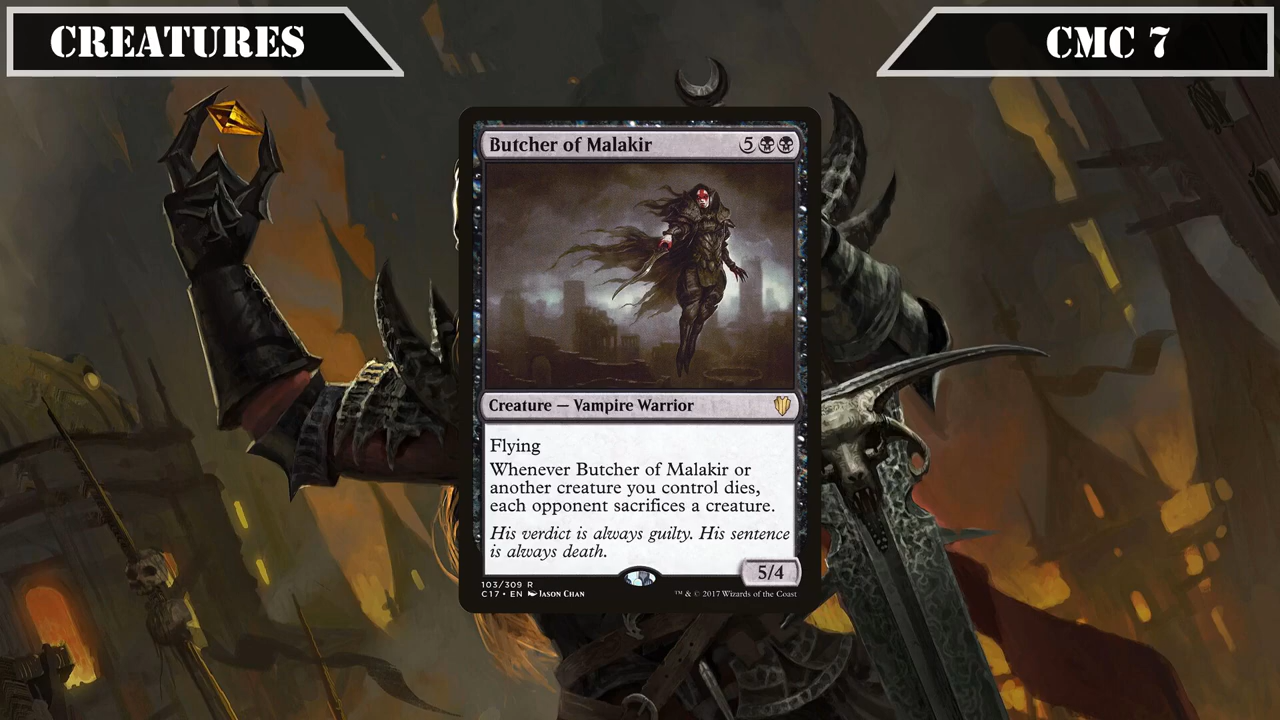 CREATURES
CMC 7
Butcher of Malakir 5
Creature — Vampire Warrior
Flying
Whenever Butcher of Malakir or
another creature you control dies,
each opponent sacrifices a creature.
His verdict is always guilty. His sentence
is always death.
5/4
103/309 R
C17 • EN Jason Chan
™ & © 2017 Wizards of the Coast